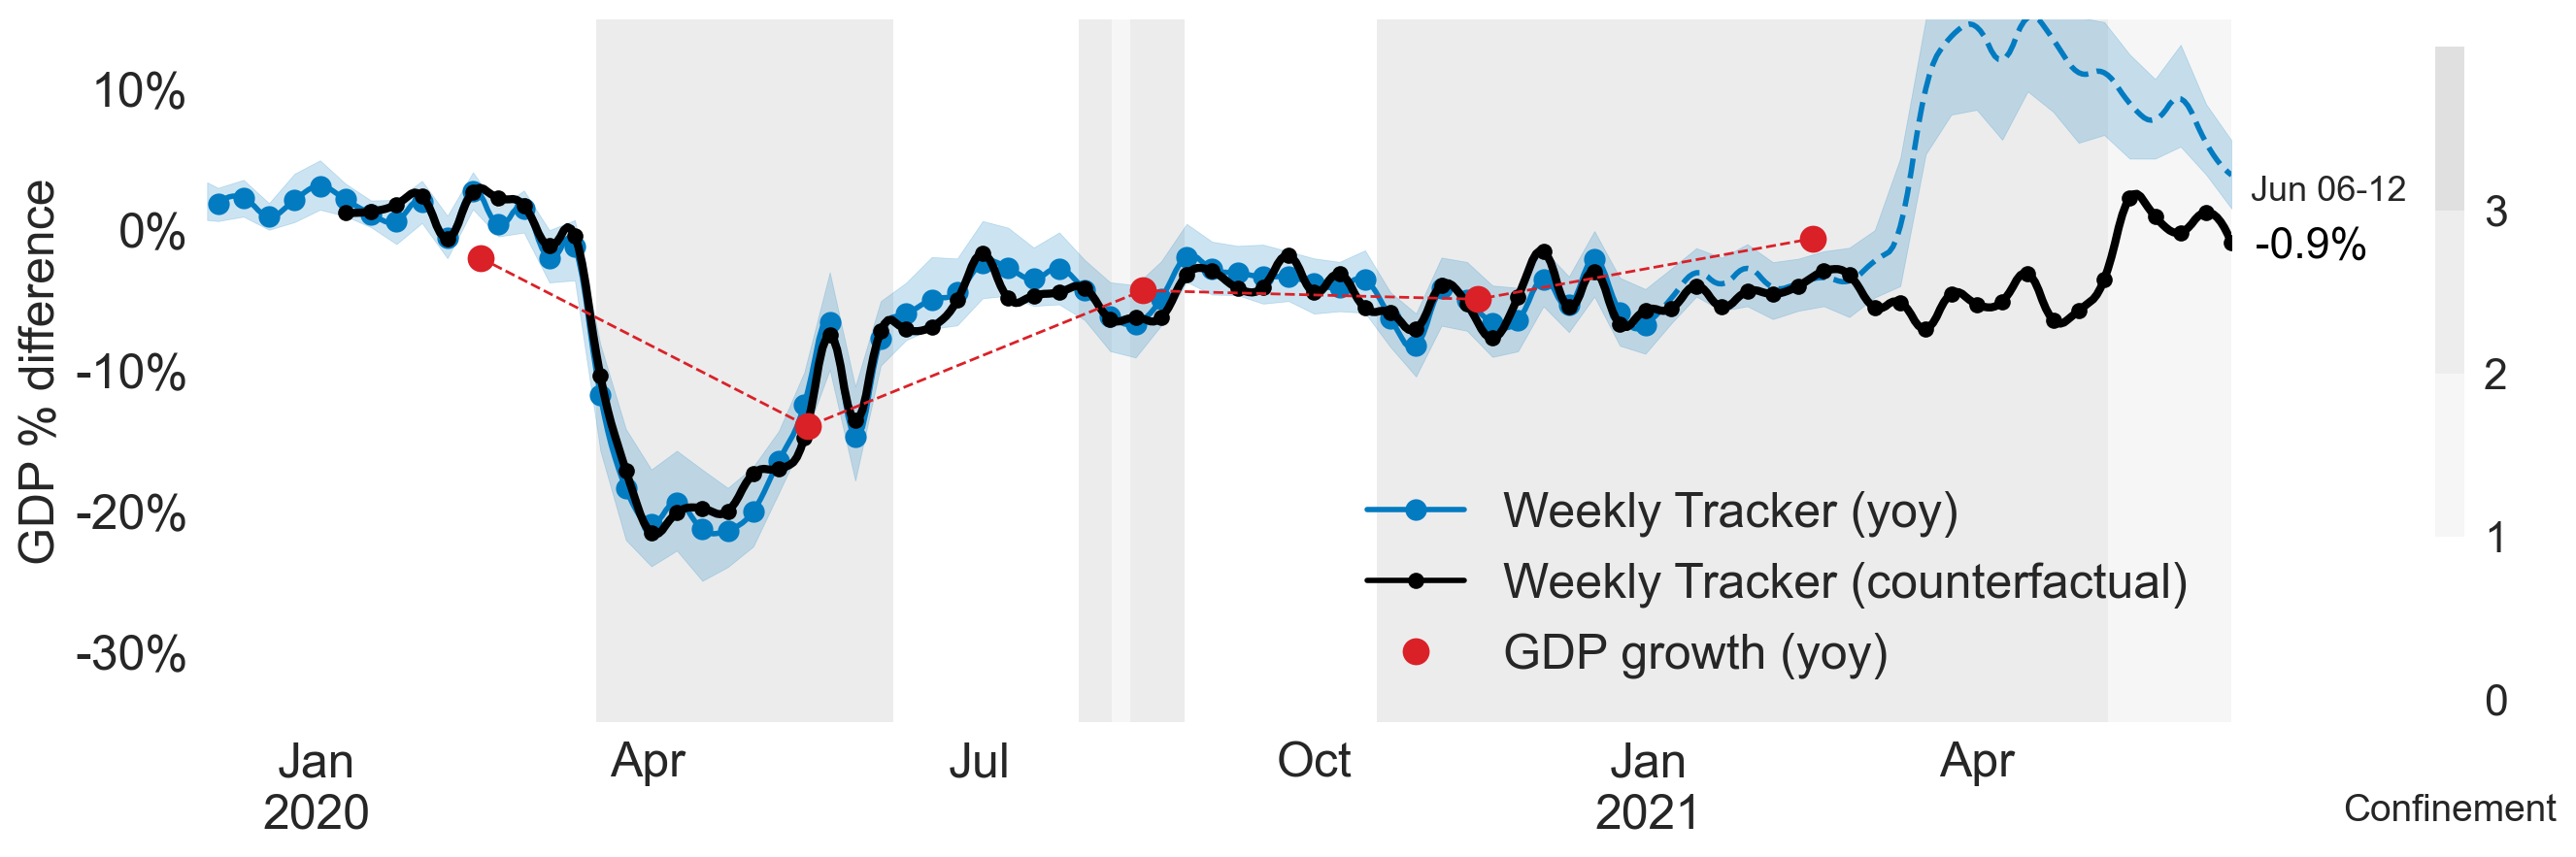 GDP % difference
10%
0%
-10%
-20%
-30%
Jan
2020
Apr
Jul
Oct
Jan
2021
Apr
Weekly Tracker (yoy)
Weekly Tracker (counterfactual)
GDP growth (yoy)
Jun 06-12
-0.9%
3
2
1
0
Confinement